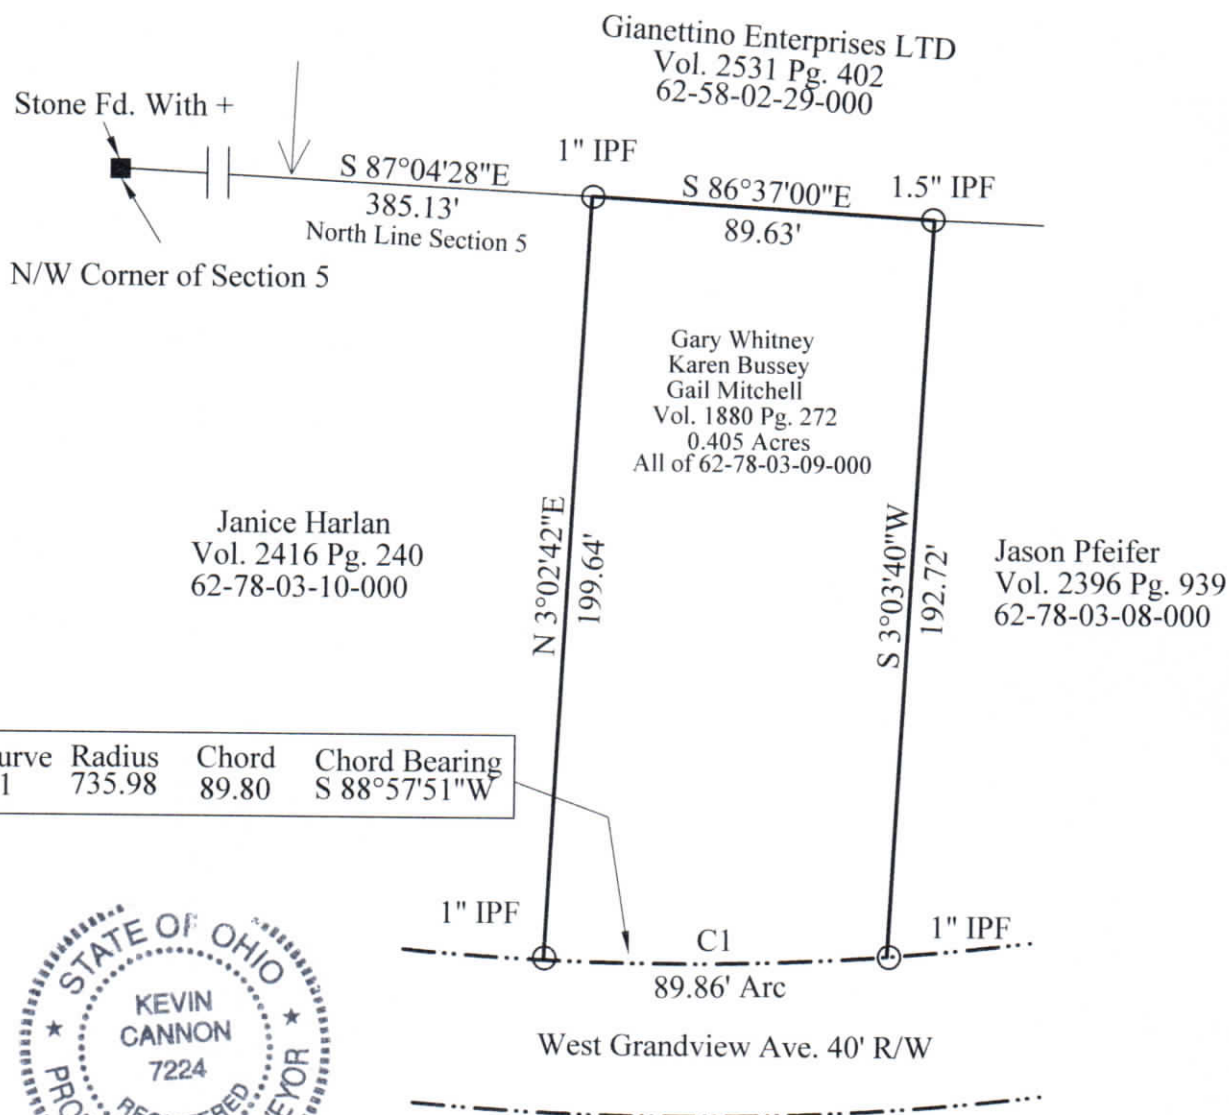 Gianettino Enterprises LTD
Vol. 2531 Pg. 402
62-58-02-29-000
Stone Fd. With +
1" IPF
S 87°04'28"E
385.13'
North Line Section 5
S 86°37'00"E
89.63'
1.5" IPF
N/W Corner of Section 5
Gary Whitney
Karen Bussey
Gail Mitchell
Vol. 1880 Pg. 272
0.405 Acres
All of 62-78-03-09-000
Janice Harlan
Vol. 2416 Pg. 240
62-78-03-10-000
N 3°02'42"E
199.64'
S 3°03'40"W
192.72'
Jason Pfeifer
Vol. 2396 Pg. 939
62-78-03-08-000
urve Radius Chord Chord Bearing
1 735.98 89.80 S 88°57'51"W
1" IPF
C1
1" IPF
89.86' Arc
West Grandview Ave. 40' R/W
STATE OF OHIO
KEVIN
CANNON
7224